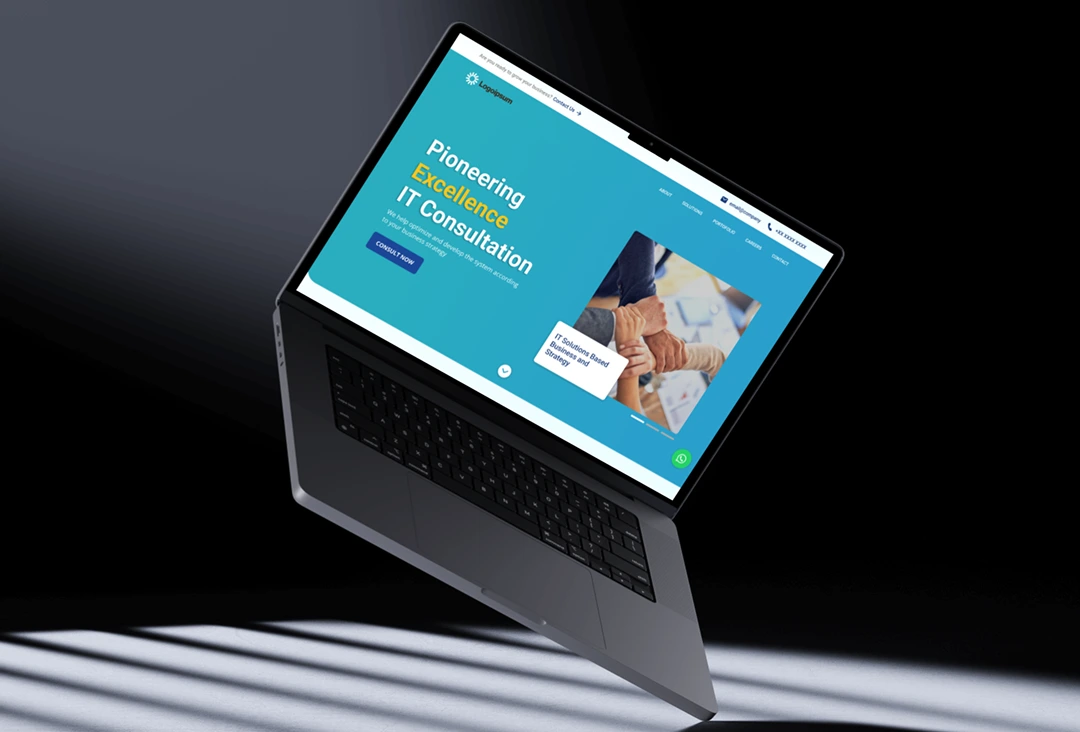 Are you ready to grow your business? Contact Us →
email@company
+XX XXXX XXXX
Logoipsum
ABOUT
SOLUTIONS
PORTOFOLIO
CAREERS
CONTACT
Pioneering
Excellence
IT Consultation
We help optimize and develop the system according
to your business strategy
CONSULT NOW
IT Solutions Based
Business and
Strategy